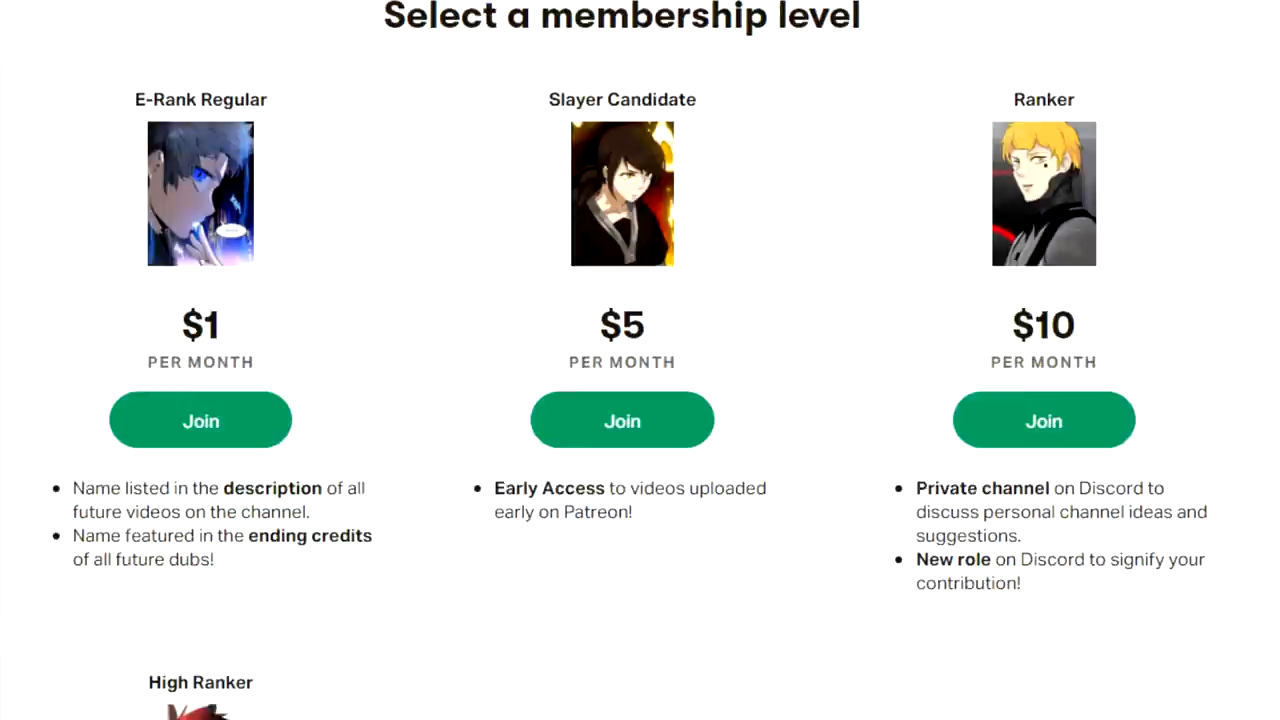 Select a membership level
E-Rank Regular
Slayer Candidate
Ranker
$1
PER MONTH
$5
PER MONTH
$10
PER MONTH
Join
Join
Join
• Name listed in the description of all
future videos on the channel.
• Name featured in the ending credits
of all future dubs!
• Early Access to videos uploaded
early on Patreon!
• Private channel on Discord to
discuss personal channel ideas and
suggestions.
• New role on Discord to signify your
contribution!
High Ranker